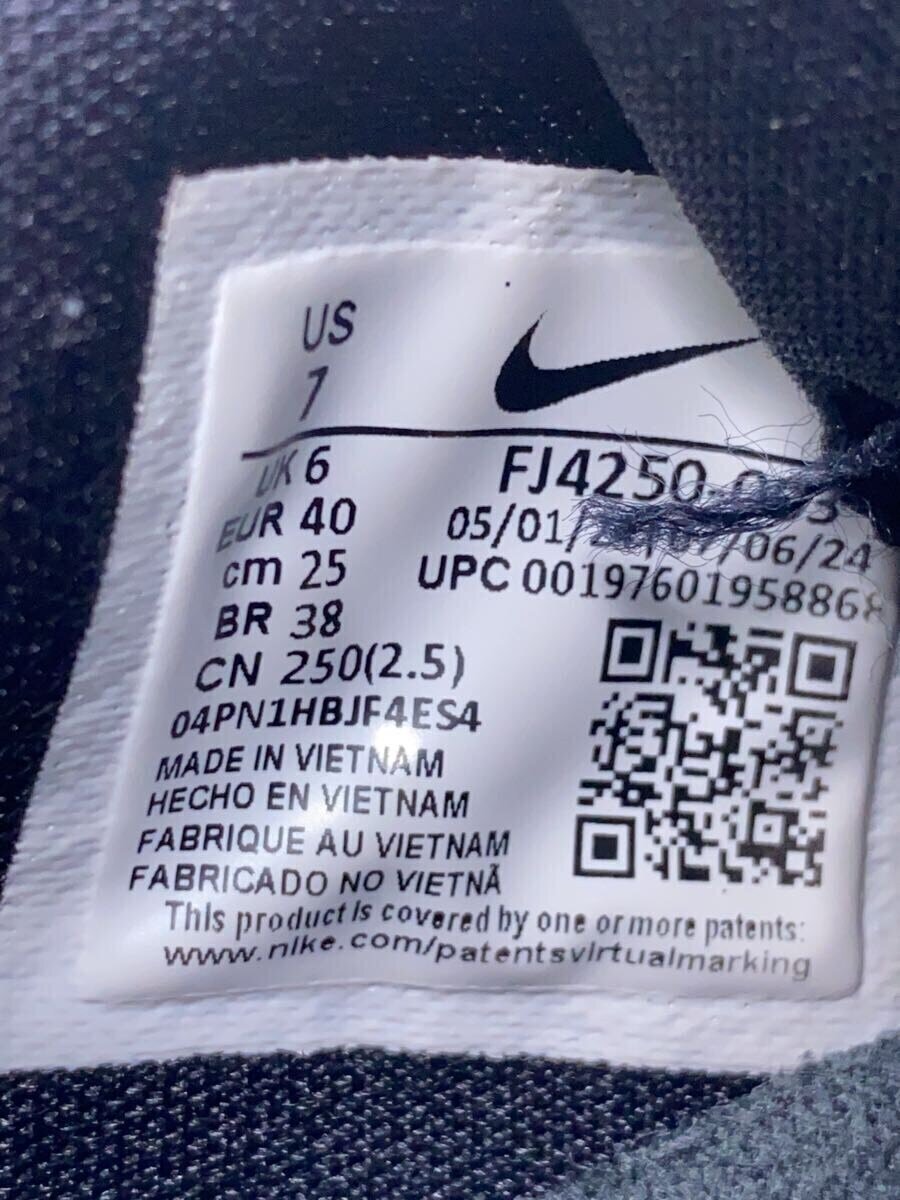 US
7
UK 6
EUR 40
cm 25
BR 38
CN 250(2.5)
04PN1HBJF4ES4
MADE IN VIETNAM
HECHO EN VIETNAM
FABRIQUE AU VIETNAM
FABRICADO NO VIETNÃ
UPC 00197601958868
This product is covered by one or more patents:
www.nike.com/patentsvirtualmarking